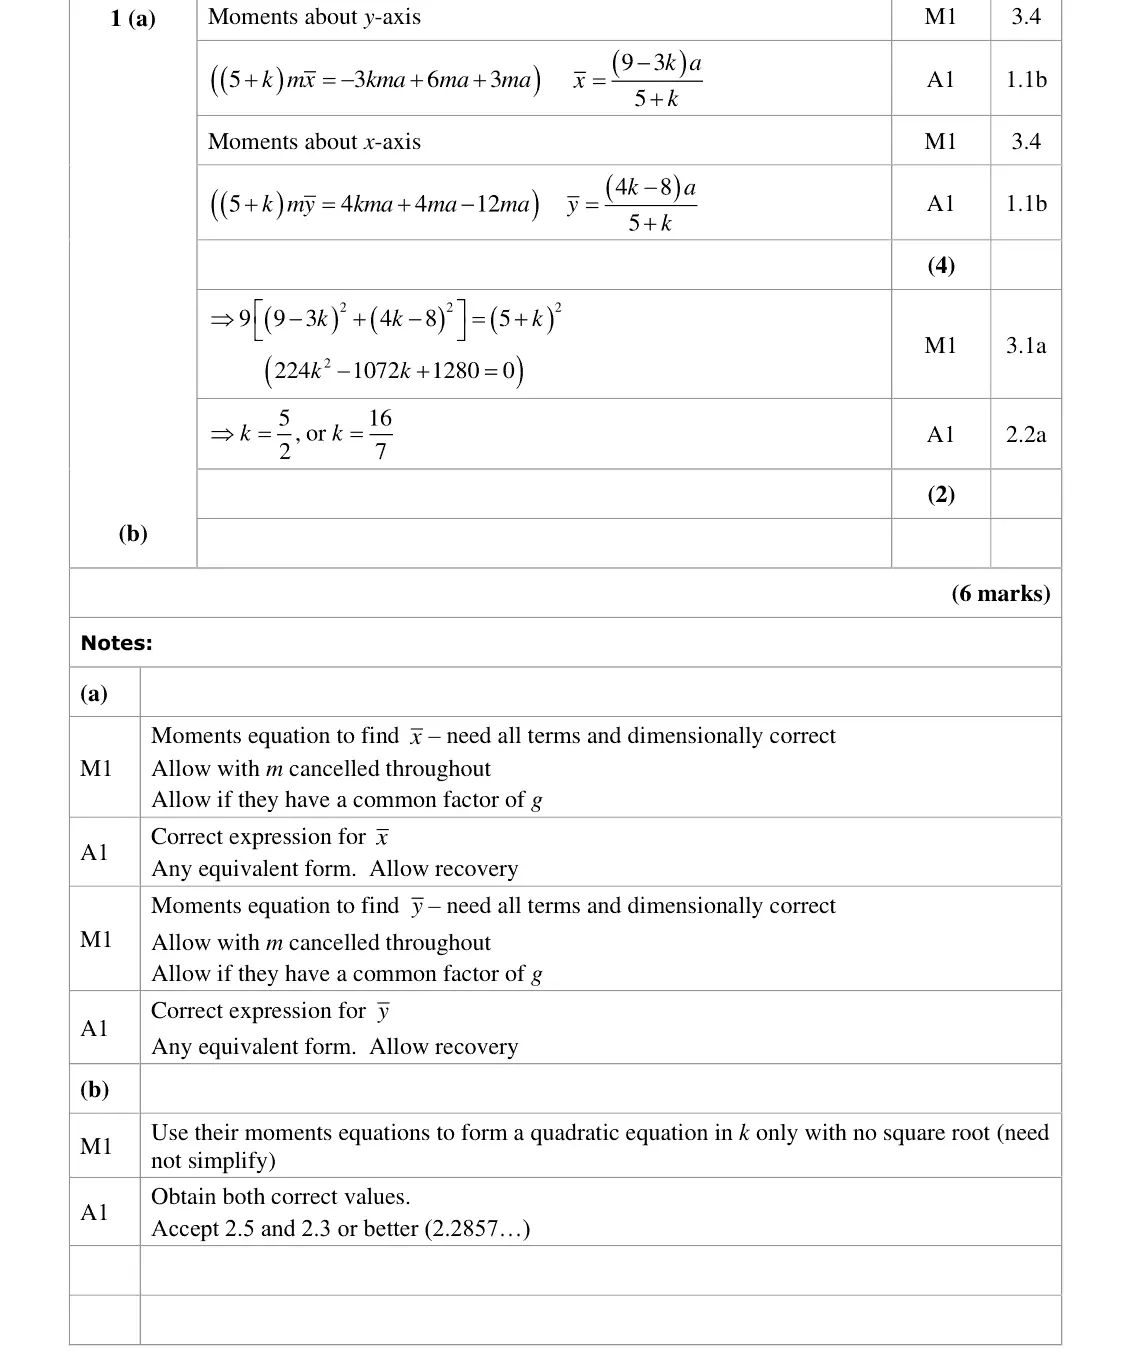 1 (a) Moments about y-axis M1 3.4
((5+k)mx̅ = −3kma + 6ma + 3ma) x̅ = (9−3k)a / (5+k) A1 1.1b
Moments about x-axis M1 3.4
((5+k)my̅ = 4kma + 4ma − 12ma) y̅ = (4k−8)a / (5+k) A1 1.1b
(4)
⇒ 9[(9−3k)² + (4k−8)²] = (5+k)²
(224k² − 1072k + 1280 = 0) M1 3.1a
⇒ k = 5/2, or k = 16/7 A1 2.2a
(2)
(b)
(6 marks)
Notes:
(a)
M1 Moments equation to find x̅ – need all terms and dimensionally correct
Allow with m cancelled throughout
Allow if they have a common factor of g
A1 Correct expression for x̅
Any equivalent form. Allow recovery
M1 Moments equation to find y̅ – need all terms and dimensionally correct
Allow with m cancelled throughout
Allow if they have a common factor of g
A1 Correct expression for y̅
Any equivalent form. Allow recovery
(b)
M1 Use their moments equations to form a quadratic equation in k only with no square root (need
not simplify)
A1 Obtain both correct values.
Accept 2.5 and 2.3 or better (2.2857…)